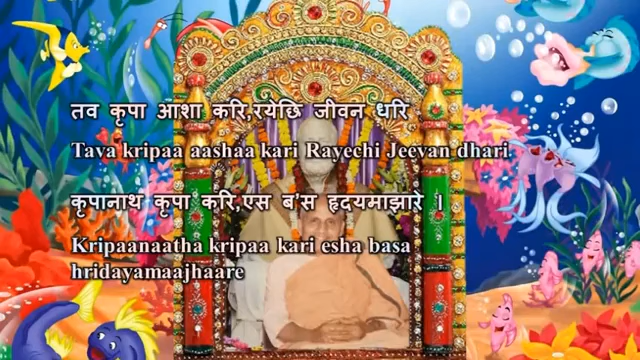 तव कृपा आशा करि,रयेछि जीवन धरि
Tava kripaa aashaa kari Rayechi Jeevan dhari
कृपानाथ कृपा करि,एस ब'स हृदयमाझारे ।
Kripaanaatha kripaa kari esha basa
hridayamaajhaare